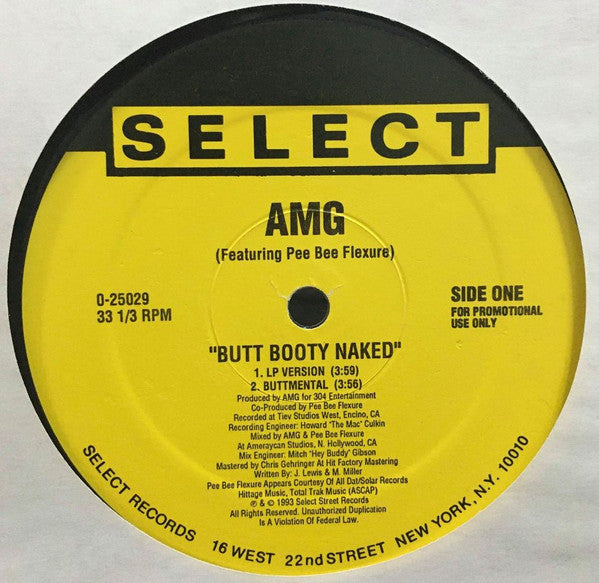 SELECT
AMG
(Featuring Pee Bee Flexure)
0-25029
33 1/3 RPM
SIDE ONE
FOR PROMOTIONAL
USE ONLY
"BUTT BOOTY NAKED"
1. LP VERSION (3:59)
2. BUTTMENTAL (3:56)
Produced by AMG for 304 Entertainment
Co-Produced by Pee Bee Flexure
Recorded at Tiev Studios West, Encino, CA
Recording Engineer: Howard 'The Mac' Culkin
Mixed by AMG & Pee Bee Flexure
At Ameraycan Studios, N. Hollywood, CA
Mix Engineer: Mitch 'Hey Buddy' Gibson
Mastered by Chris Gehringer At Hit Factory Mastering
Written By: J. Lewis & M. Miller
Pee Bee Flexure Appears Courtesy Of All Dat/Solar Records
Hittage Music, Total Trak Music (ASCAP)
℗ & © 1993 Select Street Records
All Rights Reserved. Unauthorized Duplication
Is A Violation Of Federal Law.
SELECT RECORDS 16 WEST 22nd STREET NEW YORK, N.Y. 10010